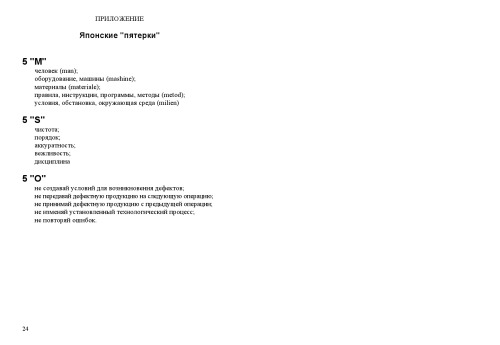 ПРИЛОЖЕНИЕ
Японские "пятерки"
5 "М"
человек (man);
оборудование, машины (mashine);
материалы (materiale);
правила, инструкции, программы, методы (metod);
условия, обстановка, окружающая среда (milien)
5 "S"
чистота;
порядок;
аккуратность;
вежливость;
дисциплина
5 "О"
не создавай условий для возникновения дефектов;
не передавай дефектную продукцию на следующую операцию;
не принимай дефектную продукцию с предыдущей операции;
не изменяй установленный технологический процесс;
не повторяй ошибок.
24